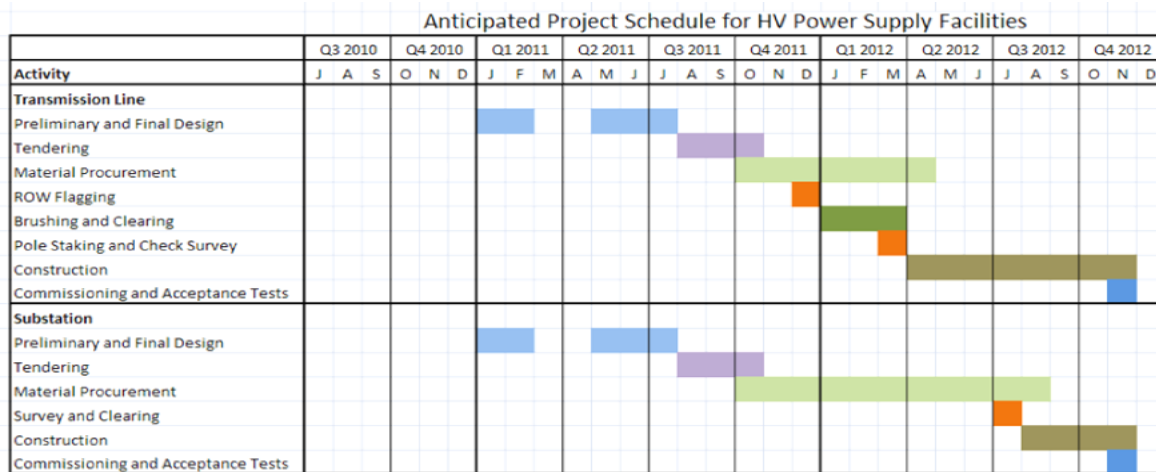 Anticipated Project Schedule for HV Power Supply Facilities
Q3 2010 Q4 2010 Q1 2011 Q2 2011 Q3 2011 Q4 2011 Q1 2012 Q2 2012 Q3 2012 Q4 2012
Activity J A S O N D J F M A M J J A S O N D J F M A M J J A S O N D
Transmission Line
Preliminary and Final Design
Tendering
Material Procurement
ROW Flagging
Brushing and Clearing
Pole Staking and Check Survey
Construction
Commissioning and Acceptance Tests
Substation
Preliminary and Final Design
Tendering
Material Procurement
Survey and Clearing
Construction
Commissioning and Acceptance Tests